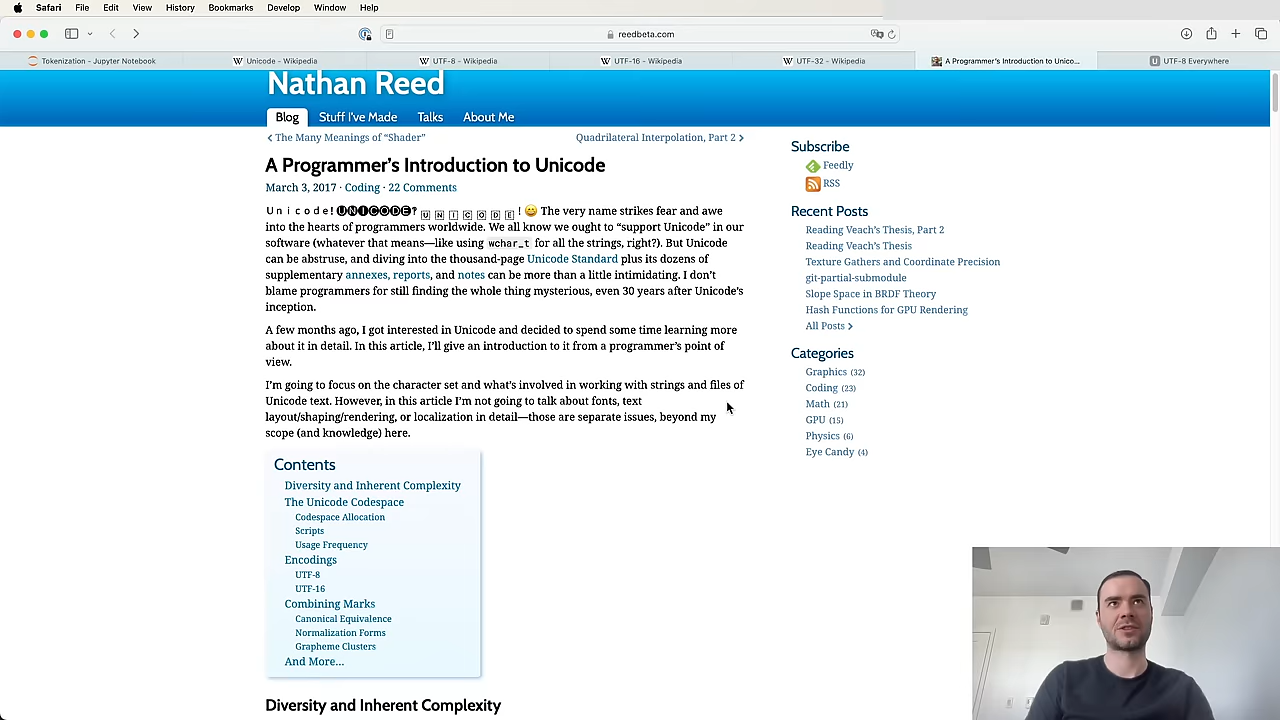 Safari File Edit View History Bookmarks Develop Window Help
reedbeta.com
Tokenization - Jupyter Notebook
Unicode - Wikipedia
UTF-8 - Wikipedia
UTF-16 - Wikipedia
UTF-32 - Wikipedia
A Programmer's Introduction to Unico...
UTF-8 Everywhere
Nathan Reed
Blog Stuff I've Made Talks About Me
‹ The Many Meanings of “Shader” Quadrilateral Interpolation, Part 2 ›
A Programmer’s Introduction to Unicode
March 3, 2017 · Coding · 22 Comments
Ｕｎｉｃｏｄｅ! 🅤🅝🅘🅒🅞🅓🅔‽ 🇺‌🇳‌🇮‌🇨‌🇴‌🇩‌🇪! 😄 The very name strikes fear and awe
into the hearts of programmers worldwide. We all know we ought to “support Unicode” in our
software (whatever that means—like using wchar_t for all the strings, right?). But Unicode
can be abstruse, and diving into the thousand-page Unicode Standard plus its dozens of
supplementary annexes, reports, and notes can be more than a little intimidating. I don’t
blame programmers for still finding the whole thing mysterious, even 30 years after Unicode’s
inception.
A few months ago, I got interested in Unicode and decided to spend some time learning more
about it in detail. In this article, I’ll give an introduction to it from a programmer’s point of
view.
I’m going to focus on the character set and what’s involved in working with strings and files of
Unicode text. However, in this article I’m not going to talk about fonts, text
layout/shaping/rendering, or localization in detail—those are separate issues, beyond my
scope (and knowledge) here.
Contents
Diversity and Inherent Complexity
The Unicode Codespace
Codespace Allocation
Scripts
Usage Frequency
Encodings
UTF-8
UTF-16
Combining Marks
Canonical Equivalence
Normalization Forms
Grapheme Clusters
And More…
Diversity and Inherent Complexity
Subscribe
Feedly
RSS
Recent Posts
Reading Veach’s Thesis, Part 2
Reading Veach’s Thesis
Texture Gathers and Coordinate Precision
git-partial-submodule
Slope Space in BRDF Theory
Hash Functions for GPU Rendering
All Posts ›
Categories
Graphics (32)
Coding (23)
Math (21)
GPU (15)
Physics (6)
Eye Candy (4)